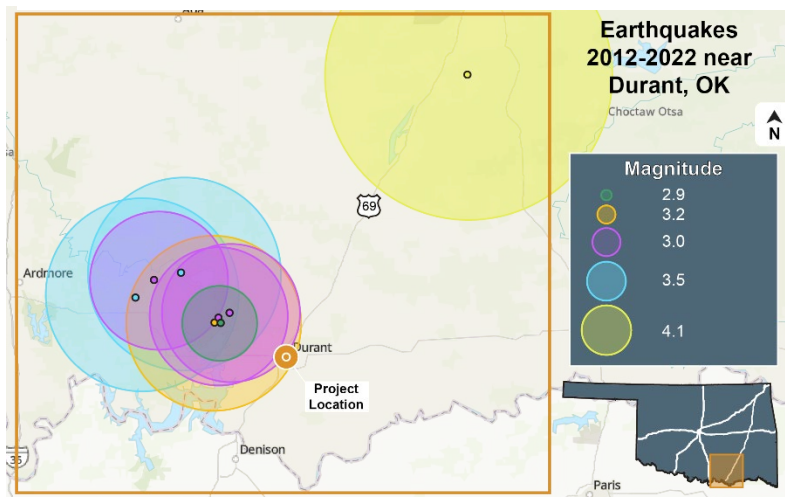 Earthquakes
2012-2022 near
Durant, OK
Choctaw Otsa
N
Magnitude
2.9
3.2
3.0
3.5
4.1
69
Ardmore
Durant
Project
Location
Denison
35
Paris